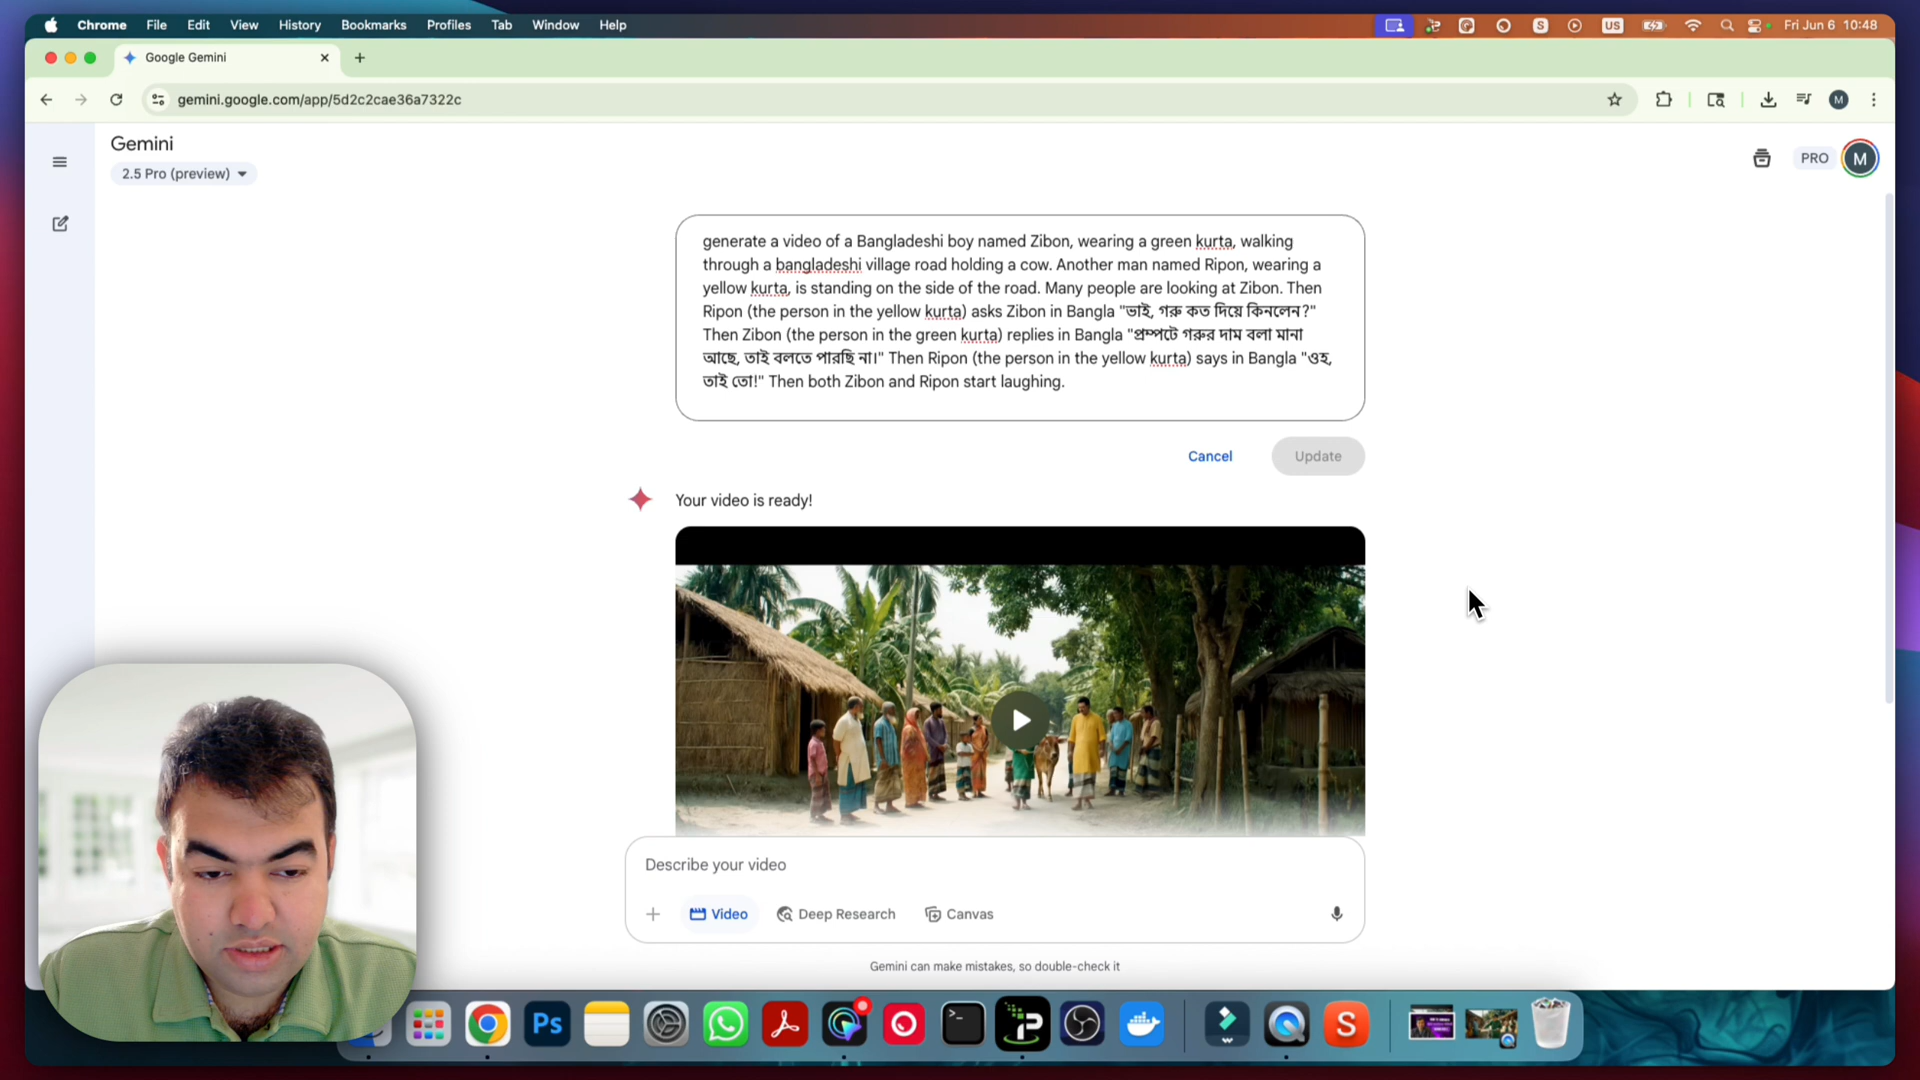 Chrome File Edit View History Bookmarks Profiles Tab Window Help
US Fri Jun 6 10:48
Google Gemini
gemini.google.com/app/5d2c2cae36a7322c
M
Gemini
2.5 Pro (preview)
PRO M
generate a video of a Bangladeshi boy named Zibon, wearing a green kurta, walking
through a bangladeshi village road holding a cow. Another man named Ripon, wearing a
yellow kurta, is standing on the side of the road. Many people are looking at Zibon. Then
Ripon (the person in the yellow kurta) asks Zibon in Bangla "ভাই, গরু কত দিয়ে কিনলেন?"
Then Zibon (the person in the green kurta) replies in Bangla "প্রম্পটে গরুর দাম বলা মানা
আছে, তাই বলতে পারছি না।" Then Ripon (the person in the yellow kurta) says in Bangla "ওহ,
তাই তো!" Then both Zibon and Ripon start laughing.
Cancel Update
Your video is ready!
Describe your video
Video Deep Research Canvas
Gemini can make mistakes, so double-check it
Ps
S